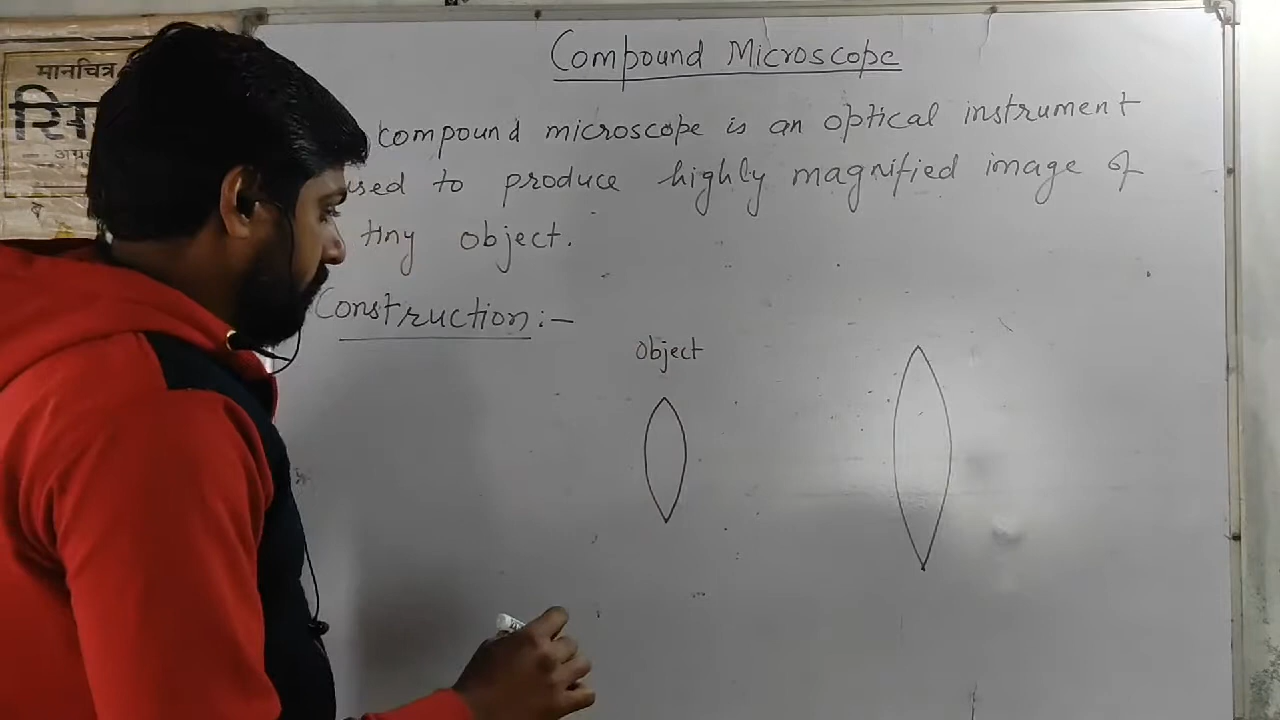 मानचित्र
Compound Microscope
compound microscope is an optical instrument
used to produce highly magnified image of
tiny object.
Construction:-
Object